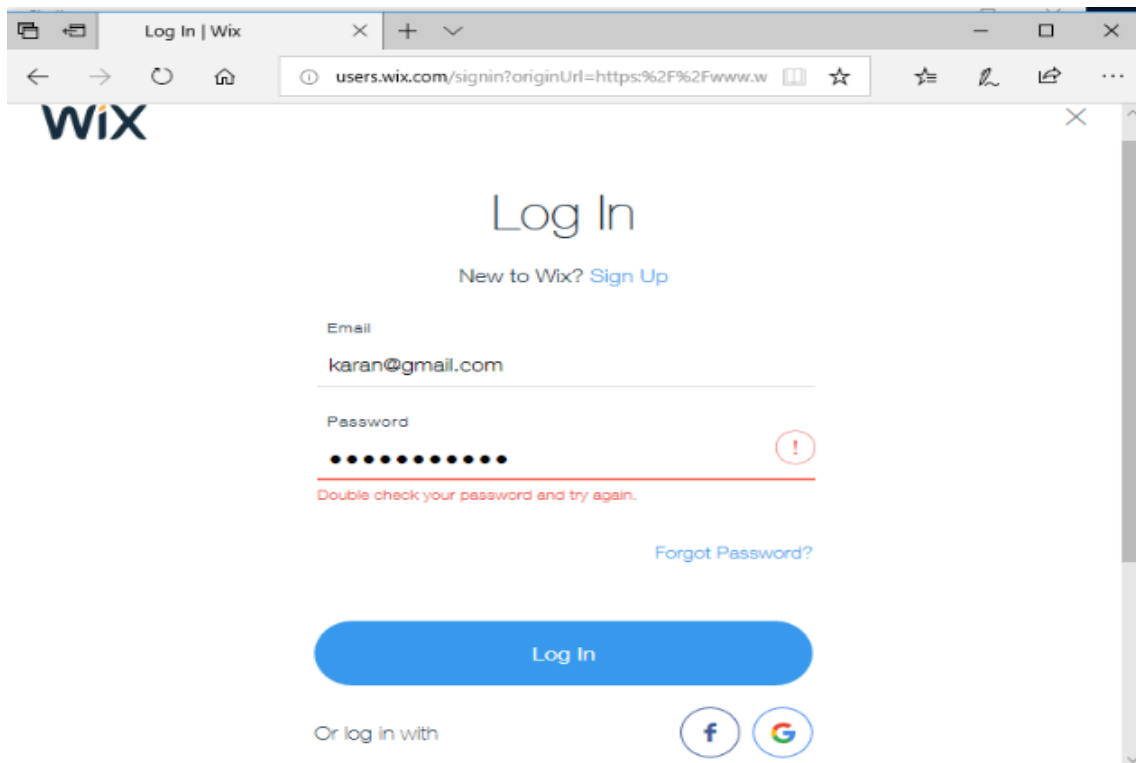 Log In | Wix
users.wix.com/signin?originUrl=https:%2F%2Fwww.w
WiX
Log In
New to Wix? Sign Up
Email
karan@gmail.com
Password
•••••••••••
!
Double check your password and try again.
Forgot Password?
Log In
Or log in with
f G